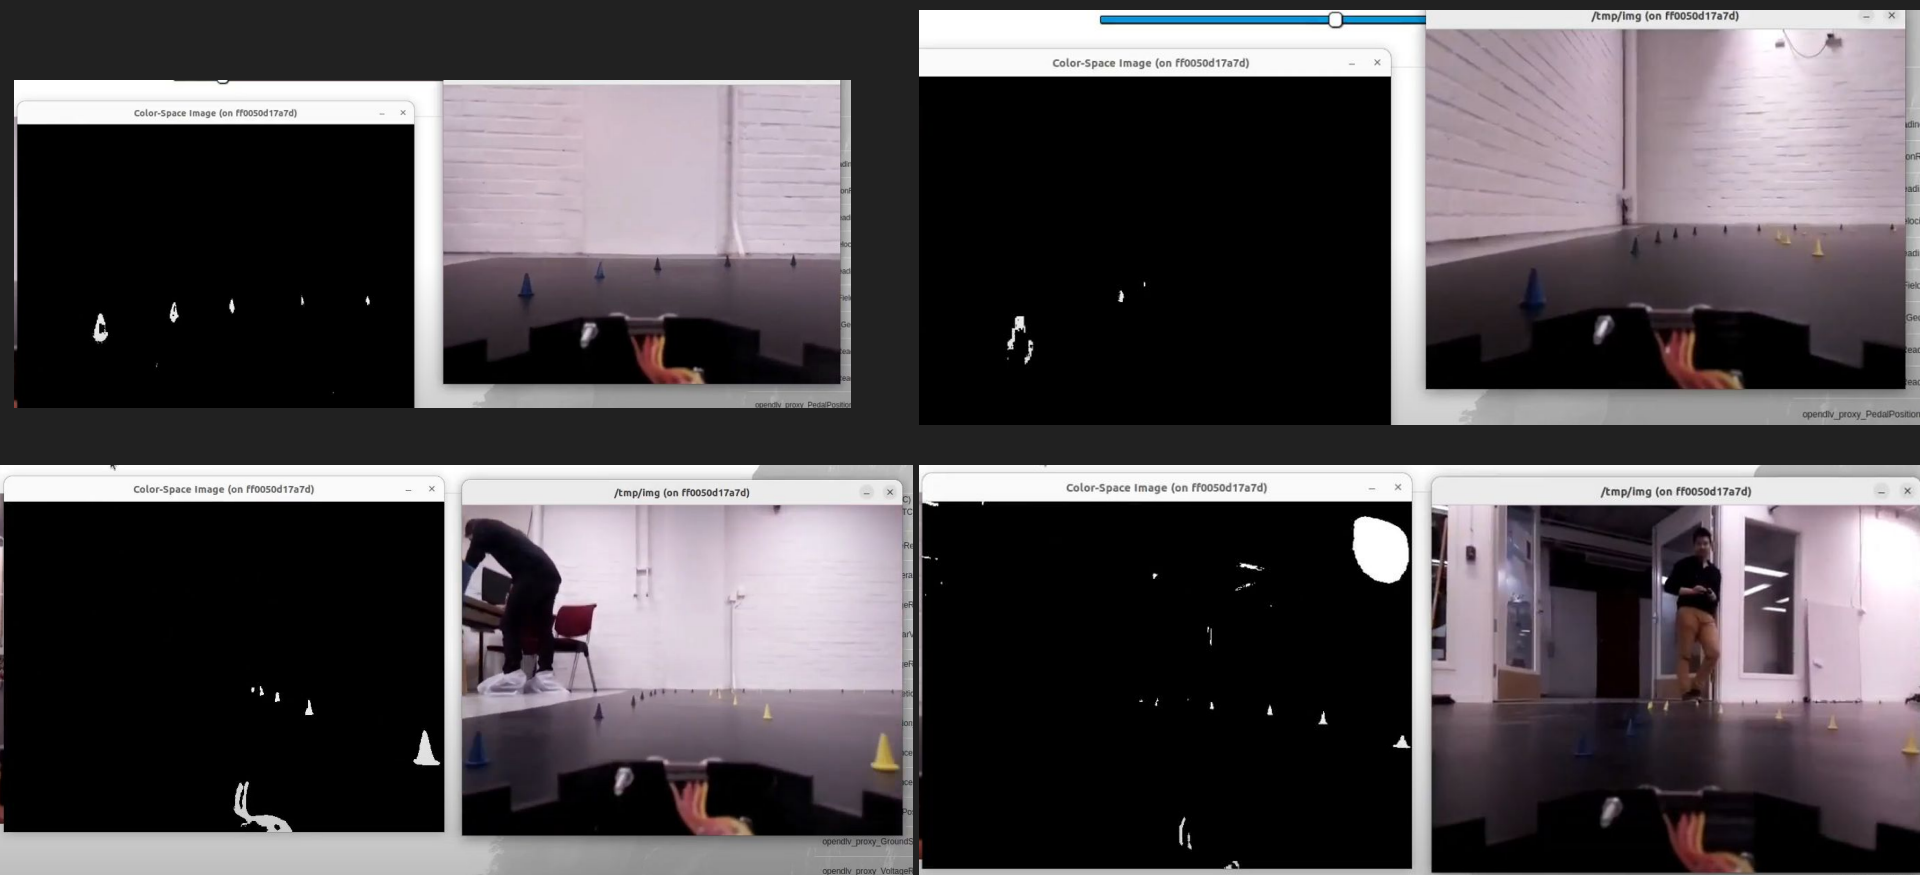 Color-Space Image (on ff0050d17a7d)
opendlv_proxy_PedalPosition
/tmp/img (on ff0050d17a7d)
Color-Space Image (on ff0050d17a7d)
opendlv_proxy_PedalPosition
Color-Space Image (on ff0050d17a7d)
/tmp/img (on ff0050d17a7d)
opendlv_proxy_GroundS
opendlv_proxy_VoltageR
Color-Space Image (on ff0050d17a7d)
/tmp/img (on ff0050d17a7d)